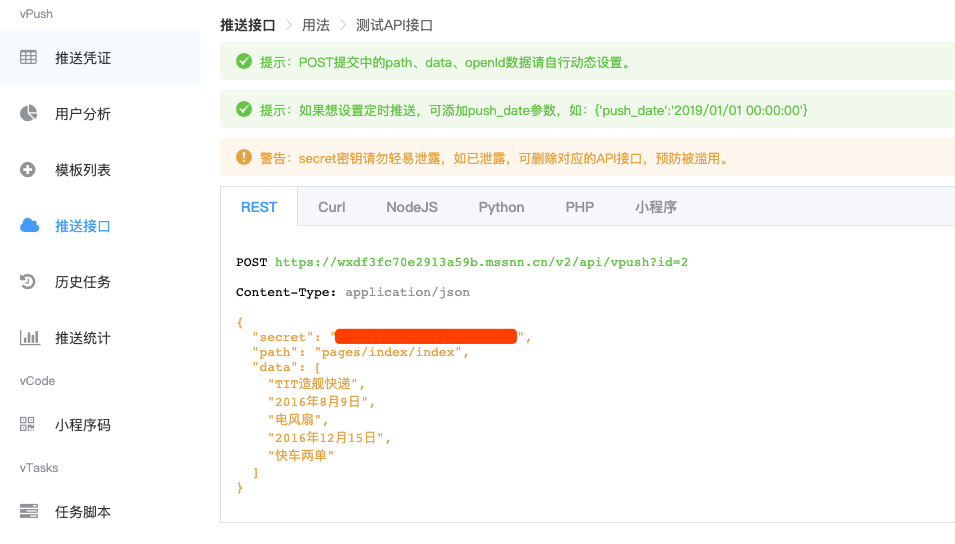 vPush
推送凭证
用户分析
模板列表
推送接口
历史任务
推送统计
vCode
小程序码
vTasks
任务脚本
推送接口 > 用法 > 测试API接口
提示：POST提交中的path、data、openId数据请自行动态设置。
提示：如果想设置定时推送，可添加push_date参数，如：{'push_date':'2019/01/01 00:00:00'}
警告：secret密钥请勿轻易泄露，如已泄露，可删除对应的API接口，预防被滥用。
REST Curl NodeJS Python PHP 小程序
POST https://wxdf3fc70e2913a59b.mssnn.cn/v2/api/vpush?id=2
Content-Type: application/json
{
"secret": "",
"path": "pages/index/index",
"data": [
"TIT造舰快递",
"2016年8月9日",
"电风扇",
"2016年12月15日",
"快车两单"
]
}